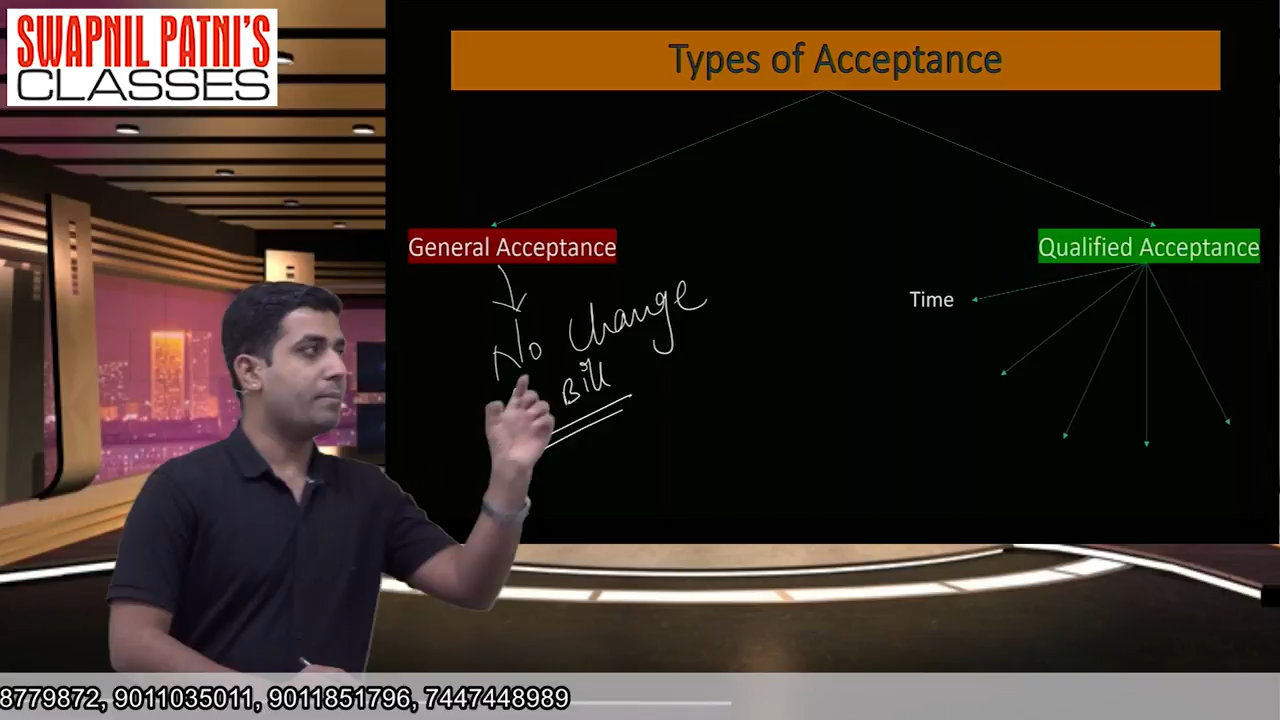 SWAPNIL PATNI'S
CLASSES
Types of Acceptance
General Acceptance
Qualified Acceptance
Time
No change
Bill
8779872, 9011035011, 9011851796, 7447448989